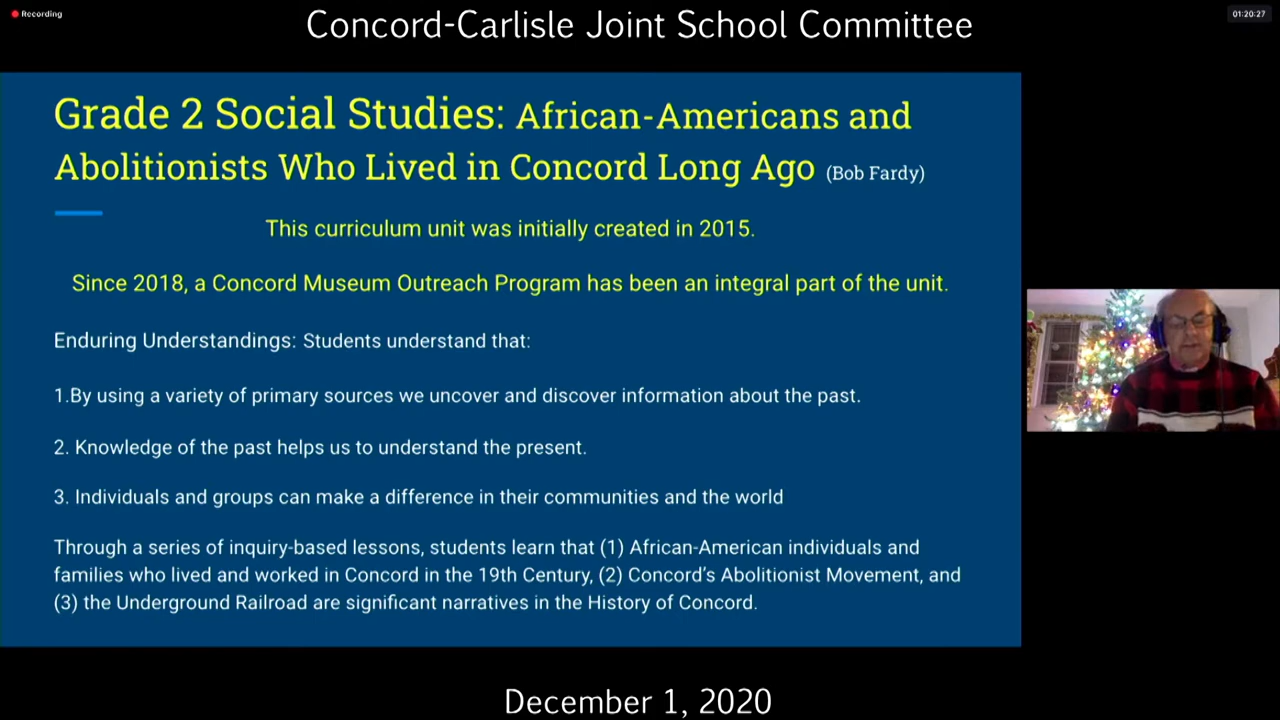 Recording
01:20:27
Concord-Carlisle Joint School Committee
Grade 2 Social Studies: African-Americans and
Abolitionists Who Lived in Concord Long Ago (Bob Fardy)
This curriculum unit was initially created in 2015.
Since 2018, a Concord Museum Outreach Program has been an integral part of the unit.
Enduring Understandings: Students understand that:
1.By using a variety of primary sources we uncover and discover information about the past.
2. Knowledge of the past helps us to understand the present.
3. Individuals and groups can make a difference in their communities and the world
Through a series of inquiry-based lessons, students learn that (1) African-American individuals and
families who lived and worked in Concord in the 19th Century, (2) Concord's Abolitionist Movement, and
(3) the Underground Railroad are significant narratives in the History of Concord.
December 1, 2020